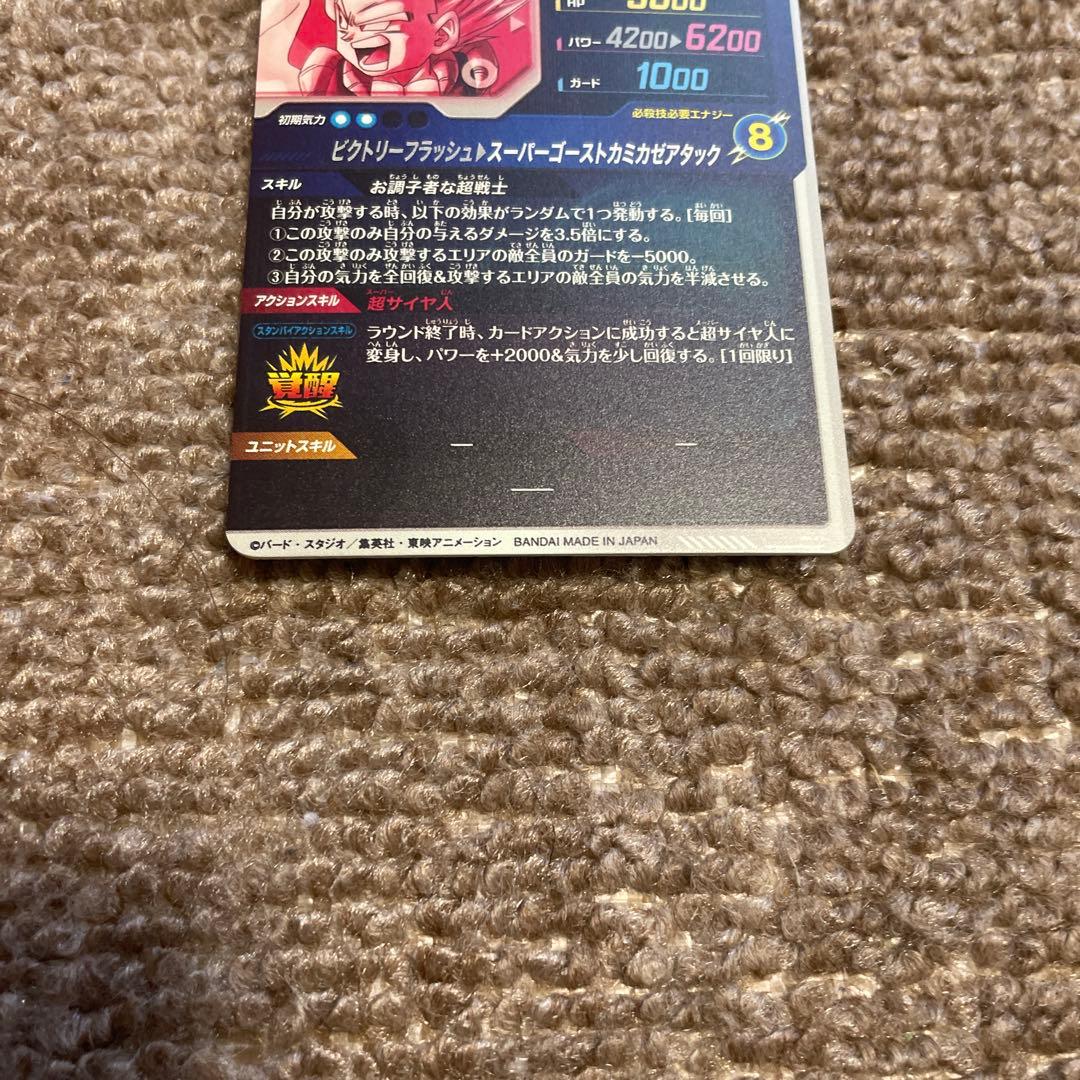 HP
パワー 4200▶6200
ガード 1000
初期気力
必殺技必要エナジー 8
ビクトリーフラッシュ▶スーパーゴーストカミカゼアタック
スキル お調子者な超戦士
自分が攻撃する時、以下の効果がランダムで1つ発動する。[毎回]
①この攻撃のみ自分の与えるダメージを3.5倍にする。
②この攻撃のみ攻撃するエリアの敵全員のガードを-5000。
③自分の気力を全回復&攻撃するエリアの敵全員の気力を半減させる。
アクションスキル 超サイヤ人
スタンバイアクションスキル
ラウンド終了時、カードアクションに成功すると超サイヤ人に
変身し、パワーを+2000&気力を少し回復する。[1回限り]
覚醒
ユニットスキル — —
—
©バード・スタジオ/集英社・東映アニメーション BANDAI MADE IN JAPAN